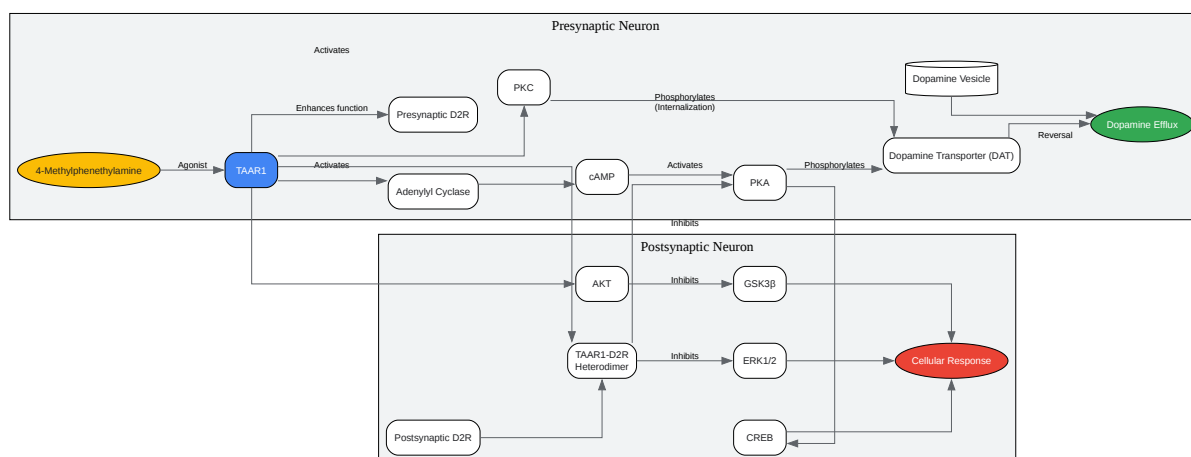 Presynaptic Neuron
Activates
Dopamine Vesicle
PKC
Phosphorylates
(Internalization)
Enhances function
Presynaptic D2R
Dopamine Efflux
Reversal
4-Methylphenethylamine
Agonist
TAAR1
Activates
Adenylyl Cyclase
cAMP
Activates
PKA
Phosphorylates
Dopamine Transporter (DAT)
Inhibits
Postsynaptic Neuron
AKT
Inhibits
GSK3β
TAAR1-D2R
Heterodimer
Inhibits
ERK1/2
Cellular Response
Postsynaptic D2R
CREB